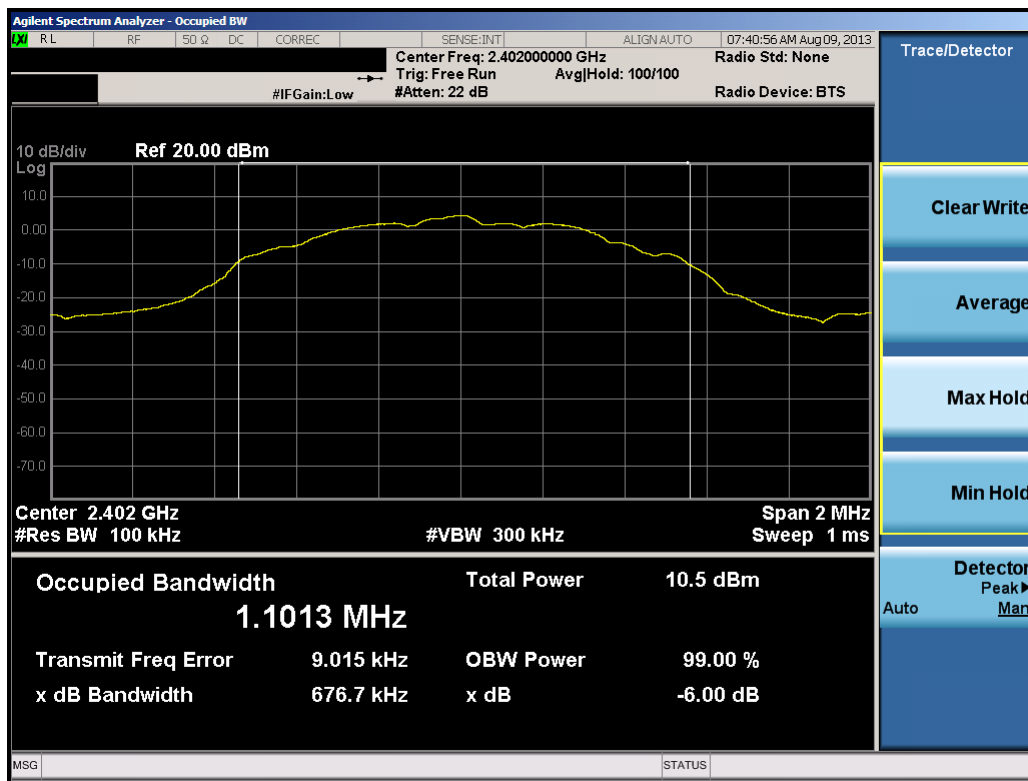 Agilent Spectrum Analyzer - Occupied BW
LXI RL RF 50 Ω DC CORREC SENSE:INT ALIGN AUTO 07:40:56 AM Aug 09, 2013
Center Freq: 2.402000000 GHz Radio Std: None
Trig: Free Run Avg|Hold: 100/100
#IFGain:Low #Atten: 22 dB Radio Device: BTS
10 dB/div Ref 20.00 dBm
Log
10.0
0.00
-10.0
-20.0
-30.0
-40.0
-50.0
-60.0
-70.0
Center 2.402 GHz Span 2 MHz
#Res BW 100 kHz #VBW 300 kHz Sweep 1 ms
Occupied Bandwidth Total Power 10.5 dBm
1.1013 MHz
Transmit Freq Error 9.015 kHz OBW Power 99.00 %
x dB Bandwidth 676.7 kHz x dB -6.00 dB
MSG STATUS
Trace/Detector
Clear Write
Average
Max Hold
Min Hold
Detector
Peak▶
Auto Man